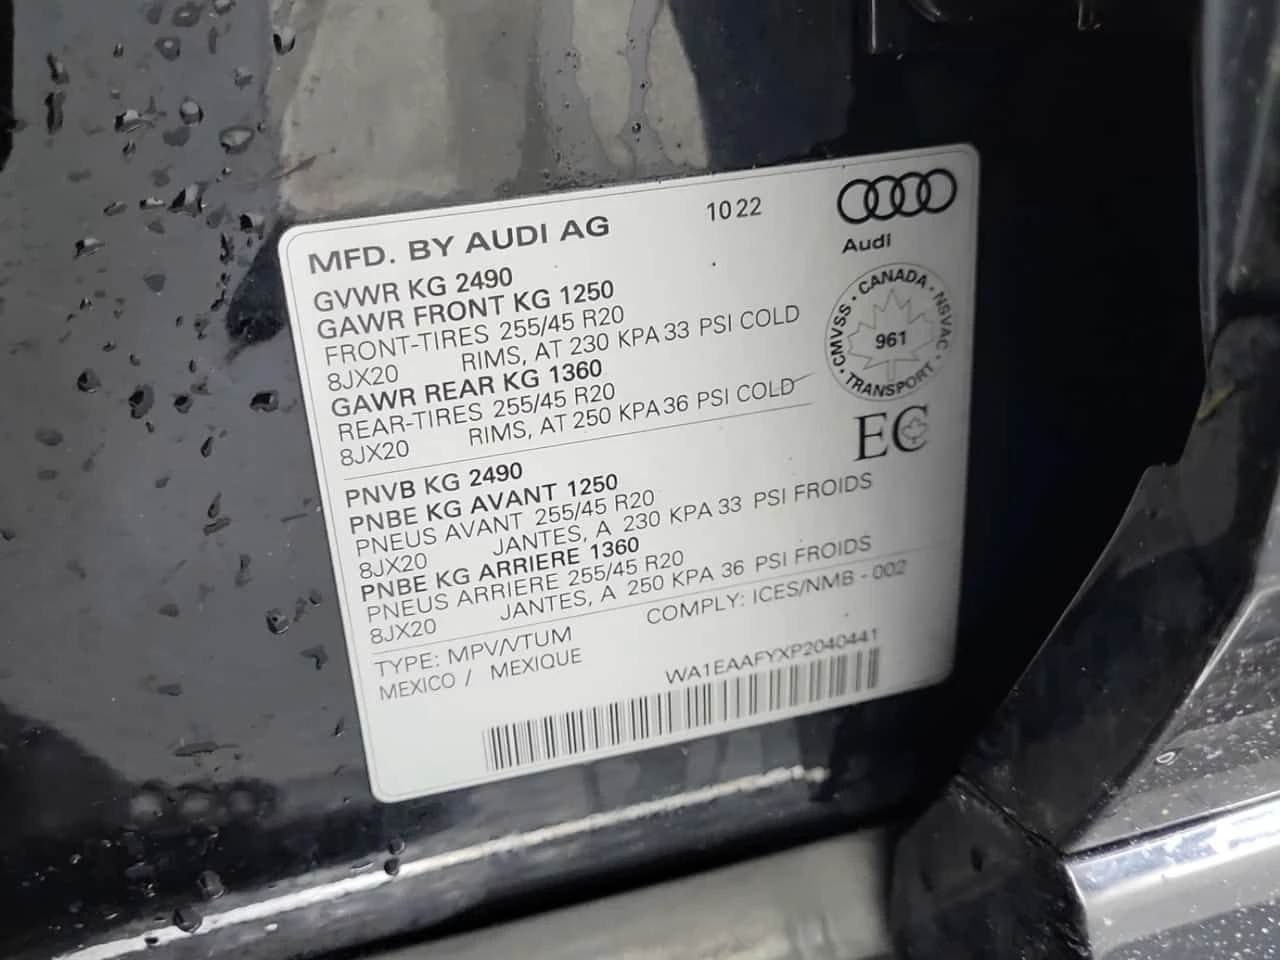 MFD. BY AUDI AG 1022
Audi
GVWR KG 2490
GAWR FRONT KG 1250
FRONT-TIRES 255/45 R20
8JX20 RIMS, AT 230 KPA 33 PSI COLD
GAWR REAR KG 1360
REAR-TIRES 255/45 R20
8JX20 RIMS, AT 250 KPA 36 PSI COLD
CMVSS · CANADA · NSVAC · TRANSPORT
961
EC
PNVB KG 2490
PNBE KG AVANT 1250
PNEUS AVANT 255/45 R20
8JX20 JANTES, A 230 KPA 33 PSI FROIDS
PNBE KG ARRIERE 1360
PNEUS ARRIERE 255/45 R20
8JX20 JANTES, A 250 KPA 36 PSI FROIDS
TYPE: MPV/VTUM COMPLY: ICES/NMB - 002
MEXICO / MEXIQUE
WA1EAAFYXP2040441